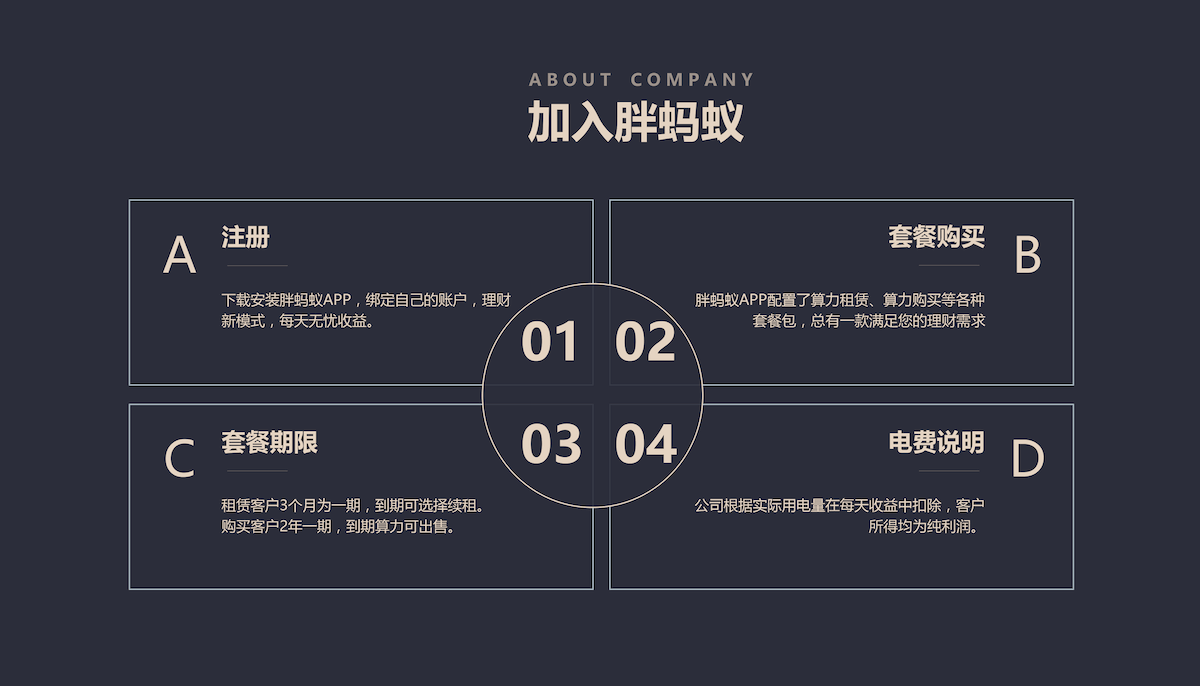 ABOUT COMPANY
加入胖蚂蚁
A
注册
下载安装胖蚂蚁APP，绑定自己的账户，理财
新模式，每天无忧收益。
01
B
套餐购买
胖蚂蚁APP配置了算力租赁、算力购买等各种
套餐包，总有一款满足您的理财需求
02
C
套餐期限
租赁客户3个月为一期，到期可选择续租。
购买客户2年一期，到期算力可出售。
03
D
电费说明
公司根据实际用电量在每天收益中扣除，客户
所得均为纯利润。
04